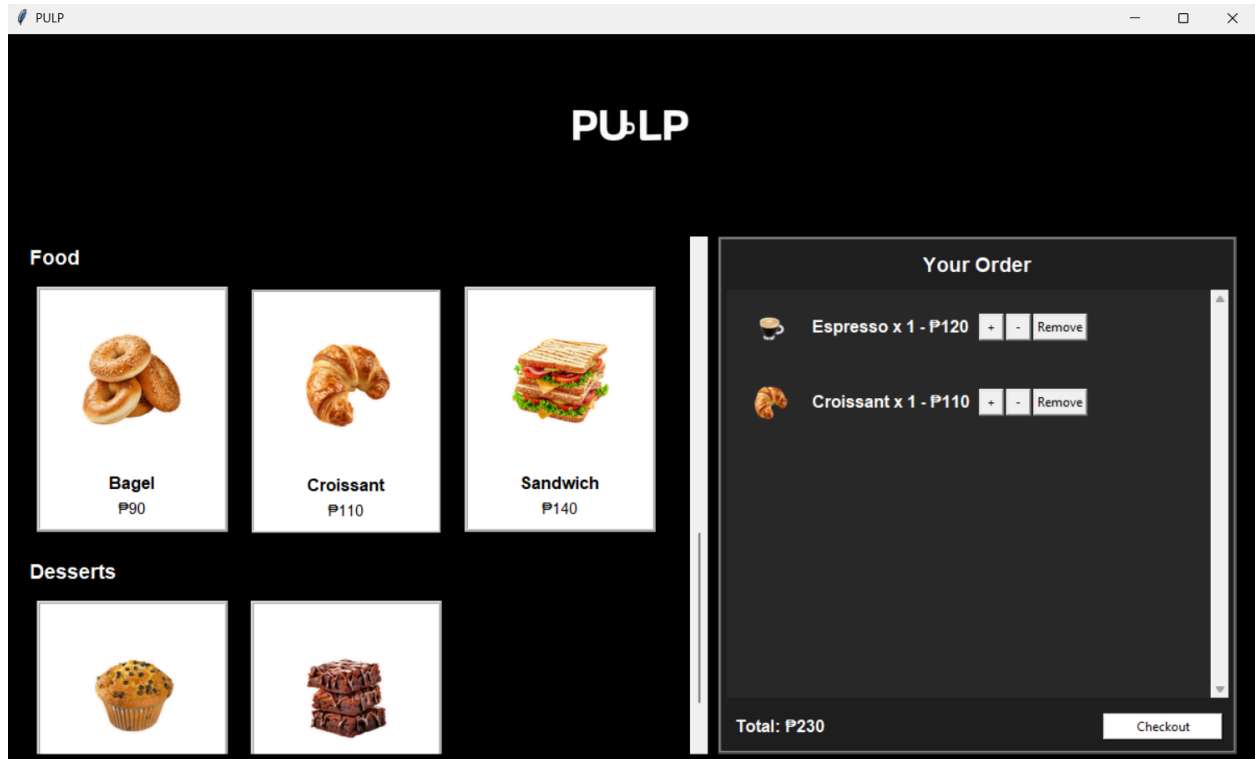 PULP
PULP
Food
Bagel
₱90
Croissant
₱110
Sandwich
₱140
Desserts
Your Order
Espresso x 1 - ₱120 + - Remove
Croissant x 1 - ₱110 + - Remove
Total: ₱230
Checkout